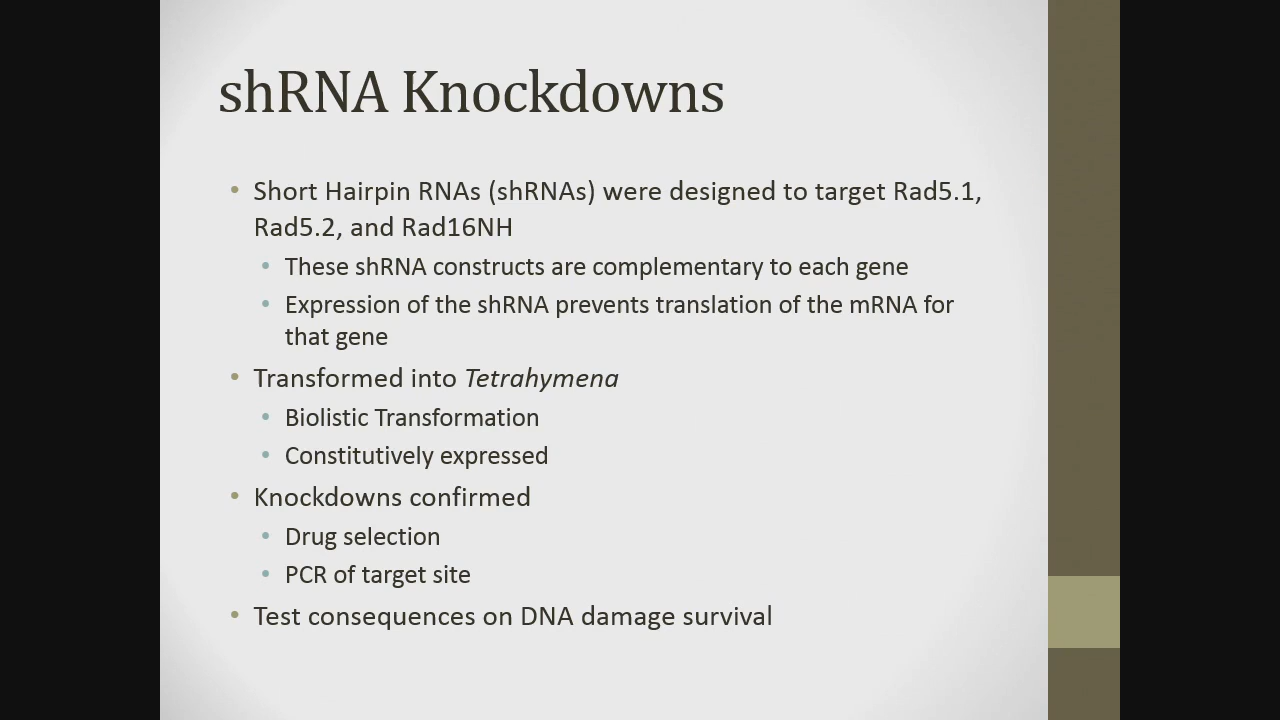 shRNA Knockdowns
• Short Hairpin RNAs (shRNAs) were designed to target Rad5.1,
Rad5.2, and Rad16NH
• These shRNA constructs are complementary to each gene
• Expression of the shRNA prevents translation of the mRNA for
that gene
• Transformed into Tetrahymena
• Biolistic Transformation
• Constitutively expressed
• Knockdowns confirmed
• Drug selection
• PCR of target site
• Test consequences on DNA damage survival